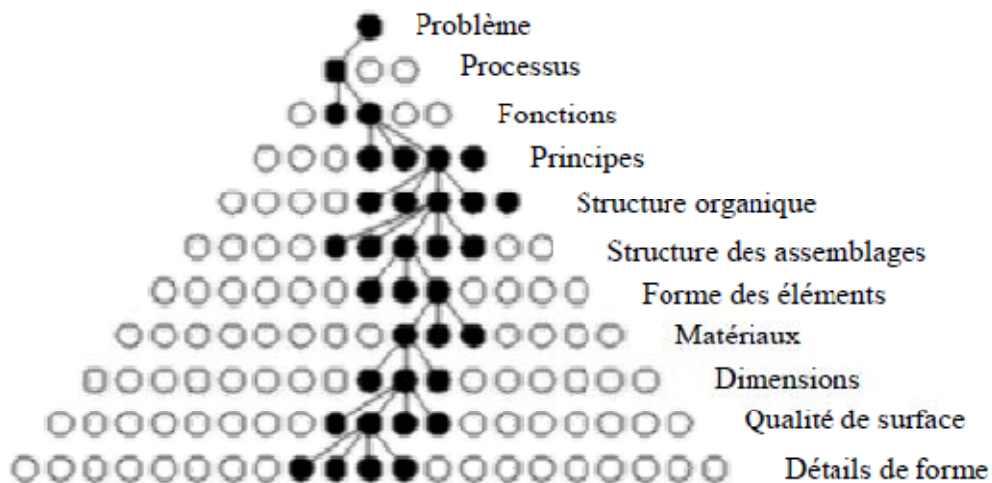 Problème
Processus
Fonctions
Principes
Structure organique
Structure des assemblages
Forme des éléments
Matériaux
Dimensions
Qualité de surface
Détails de forme